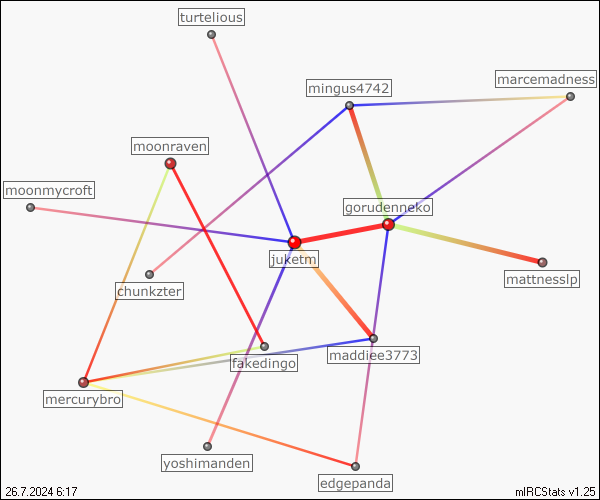 turtelious
mingus4742
marcemadness
moonraven
moonmycroft
gorudenneko
juketm
mattnesslp
chunkzter
maddiee3773
fakedingo
mercurybro
yoshimanden
edgepanda
26.7.2024 6:17
mIRCStats v1.25